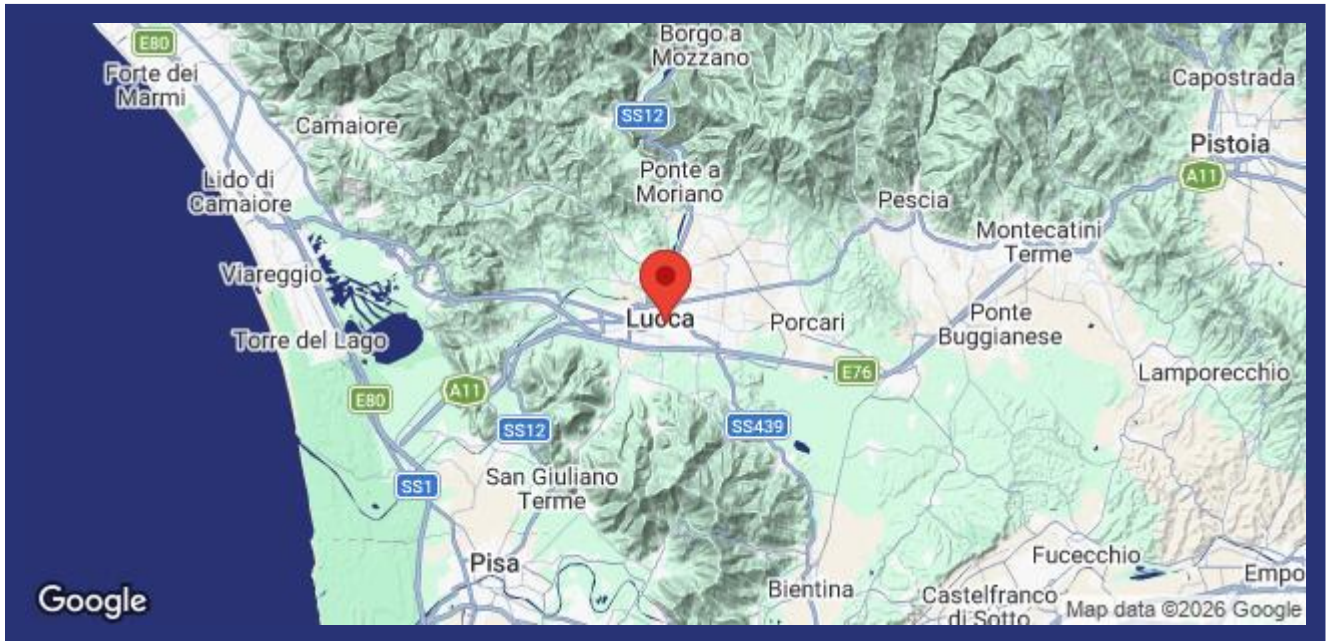 E80
Borgo a
Mozzano
Forte dei
Marmi
Capostrada
SS12
Camaiore
Pistoia
Ponte a
Moriano
A11
Lido di
Camaiore
Pescia
Montecatini
Terme
Viareggio
Lucca
Porcari
Ponte
Buggianese
Torre del Lago
E76
Lamporecchio
A11
E80
SS12
SS439
San Giuliano
Terme
SS1
Pisa
Fucecchio
Empo
Bientina
Castelfranco
di Sotto
Google
Map data ©2026 Google